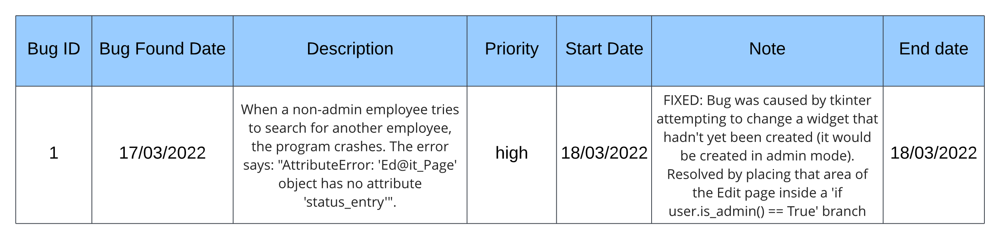 Bug ID
Bug Found Date
Description
Priority
Start Date
Note
End date
1
17/03/2022
When a non-admin employee tries
to search for another employee,
the program crashes. The error
says: "AttributeError: 'Ed@it_Page'
object has no attribute
'status_entry'".
high
18/03/2022
FIXED: Bug was caused by tkinter
attempting to change a widget that
hadn't yet been created (it would
be created in admin mode).
Resolved by placing that area of
the Edit page inside a 'if
user.is_admin() == True' branch
18/03/2022